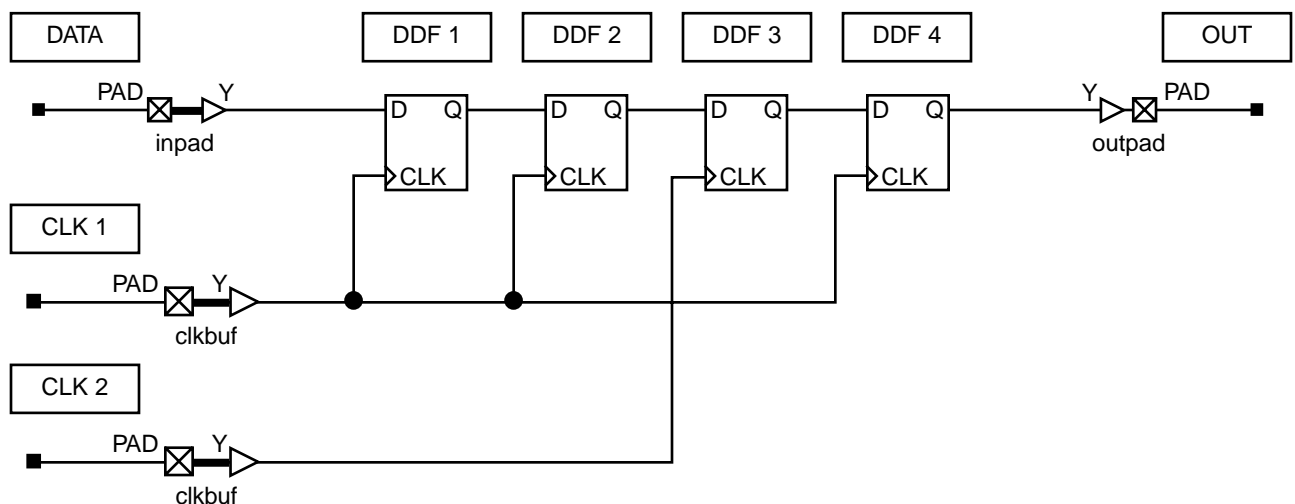 DATA
DDF 1
DDF 2
DDF 3
DDF 4
OUT
PAD
Y
inpad
D Q
CLK
D Q
CLK
D Q
CLK
D Q
CLK
Y
PAD
outpad
CLK 1
PAD
Y
clkbuf
CLK 2
PAD
Y
clkbuf